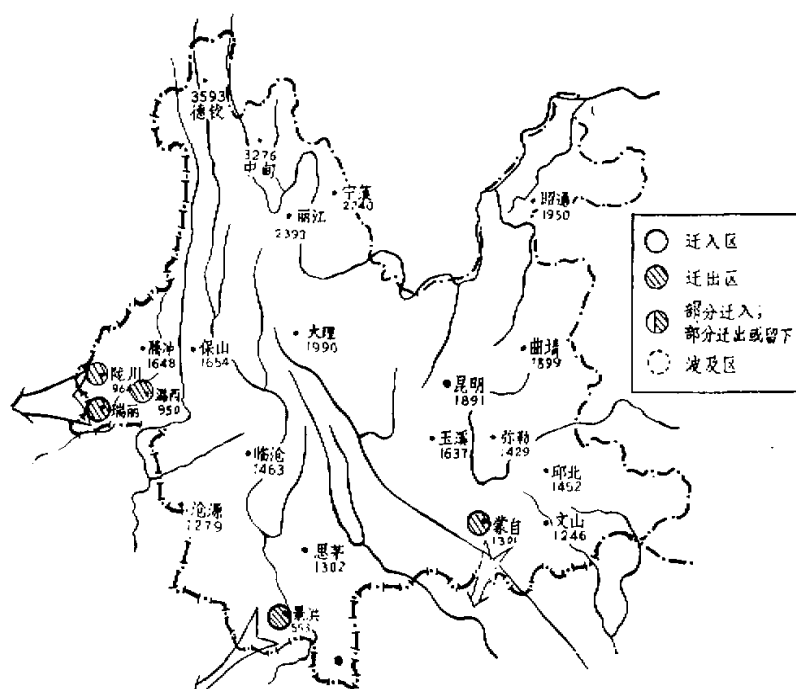 3593
德钦
3276
中甸
宁蒗
2240
丽江
2393
昭通
1950
迁入区
迁出区
部分迁入；
部分迁出或留下
波及区
腾冲
1648
保山
1654
大理
1990
曲靖
1899
陇川
潞西
950
瑞丽
昆明
1891
玉溪
1637
弥勒
1429
临沧
1463
邱北
1452
沧源
1279
蒙自
1301
文山
1246
思茅
1302
景洪
553